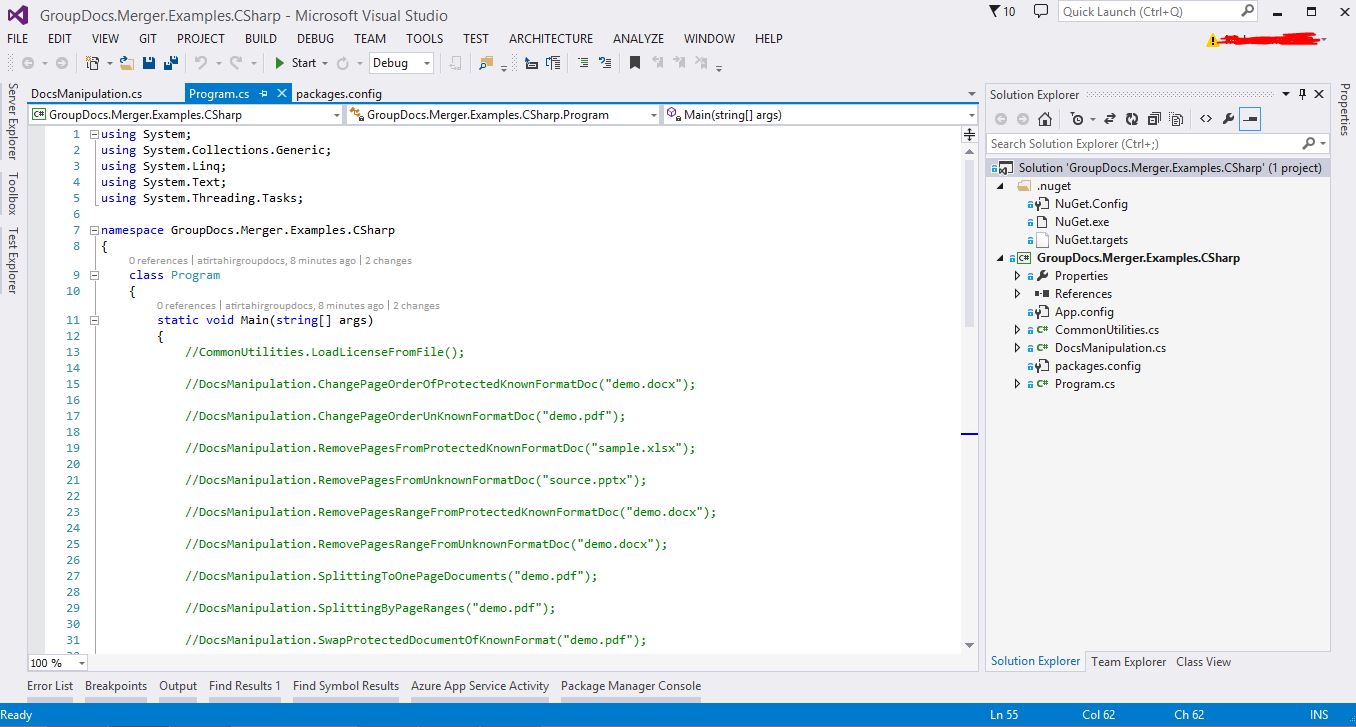 GroupDocs.Merger.Examples.CSharp - Microsoft Visual Studio
10
Quick Launch (Ctrl+Q)
FILE EDIT VIEW GIT PROJECT BUILD DEBUG TEAM TOOLS TEST ARCHITECTURE ANALYZE WINDOW HELP
Start Debug
Server Explorer
Toolbox
Test Explorer
DocsManipulation.cs Program.cs packages.config
C# GroupDocs.Merger.Examples.CSharp GroupDocs.Merger.Examples.CSharp.Program Main(string[] args)
1 using System;
2 using System.Collections.Generic;
3 using System.Linq;
4 using System.Text;
5 using System.Threading.Tasks;
6
7 namespace GroupDocs.Merger.Examples.CSharp
8 {
0 references | atirtahirgroupdocs, 8 minutes ago | 2 changes
9 class Program
10 {
0 references | atirtahirgroupdocs, 8 minutes ago | 2 changes
11 static void Main(string[] args)
12 {
13 //CommonUtilities.LoadLicenseFromFile();
14
15 //DocsManipulation.ChangePageOrderOfProtectedKnownFormatDoc("demo.docx");
16
17 //DocsManipulation.ChangePageOrderUnKnownFormatDoc("demo.pdf");
18
19 //DocsManipulation.RemovePagesFromProtectedKnownFormatDoc("sample.xlsx");
20
21 //DocsManipulation.RemovePagesFromUnknownFormatDoc("source.pptx");
22
23 //DocsManipulation.RemovePagesRangeFromProtectedKnownFormatDoc("demo.docx");
24
25 //DocsManipulation.RemovePagesRangeFromUnknownFormatDoc("demo.docx");
26
27 //DocsManipulation.SplittingToOnePageDocuments("demo.pdf");
28
29 //DocsManipulation.SplittingByPageRanges("demo.pdf");
30
31 //DocsManipulation.SwapProtectedDocumentOfKnownFormat("demo.pdf");
100 %
Solution Explorer
Search Solution Explorer (Ctrl+;)
Solution 'GroupDocs.Merger.Examples.CSharp' (1 project)
.nuget
NuGet.Config
NuGet.exe
NuGet.targets
C# GroupDocs.Merger.Examples.CSharp
Properties
References
App.config
C# CommonUtilities.cs
C# DocsManipulation.cs
packages.config
C# Program.cs
Solution Explorer Team Explorer Class View
Properties
Error List Breakpoints Output Find Results 1 Find Symbol Results Azure App Service Activity Package Manager Console
Ready Ln 55 Col 62 Ch 62 INS